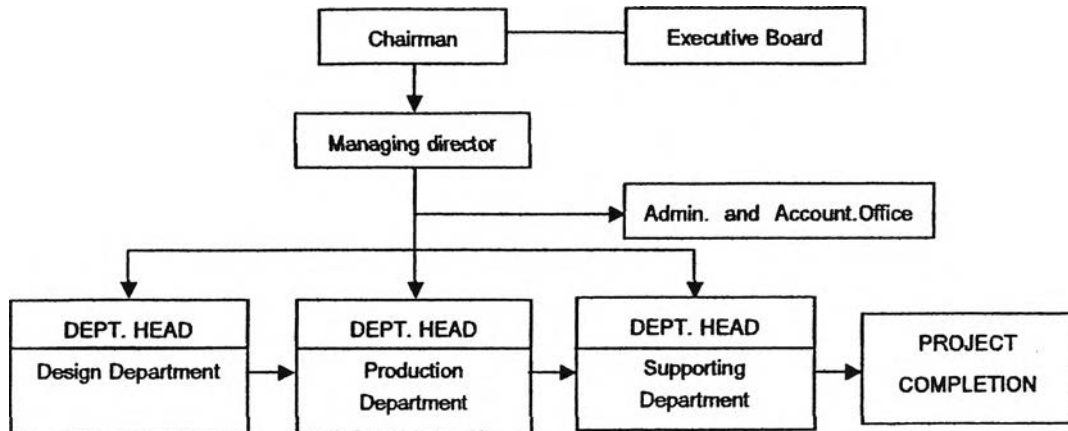 Chairman
Executive Board
Managing director
Admin. and Account.Office
DEPT. HEAD
Design Department
DEPT. HEAD
Production
Department
DEPT. HEAD
Supporting
Department
PROJECT
COMPLETION